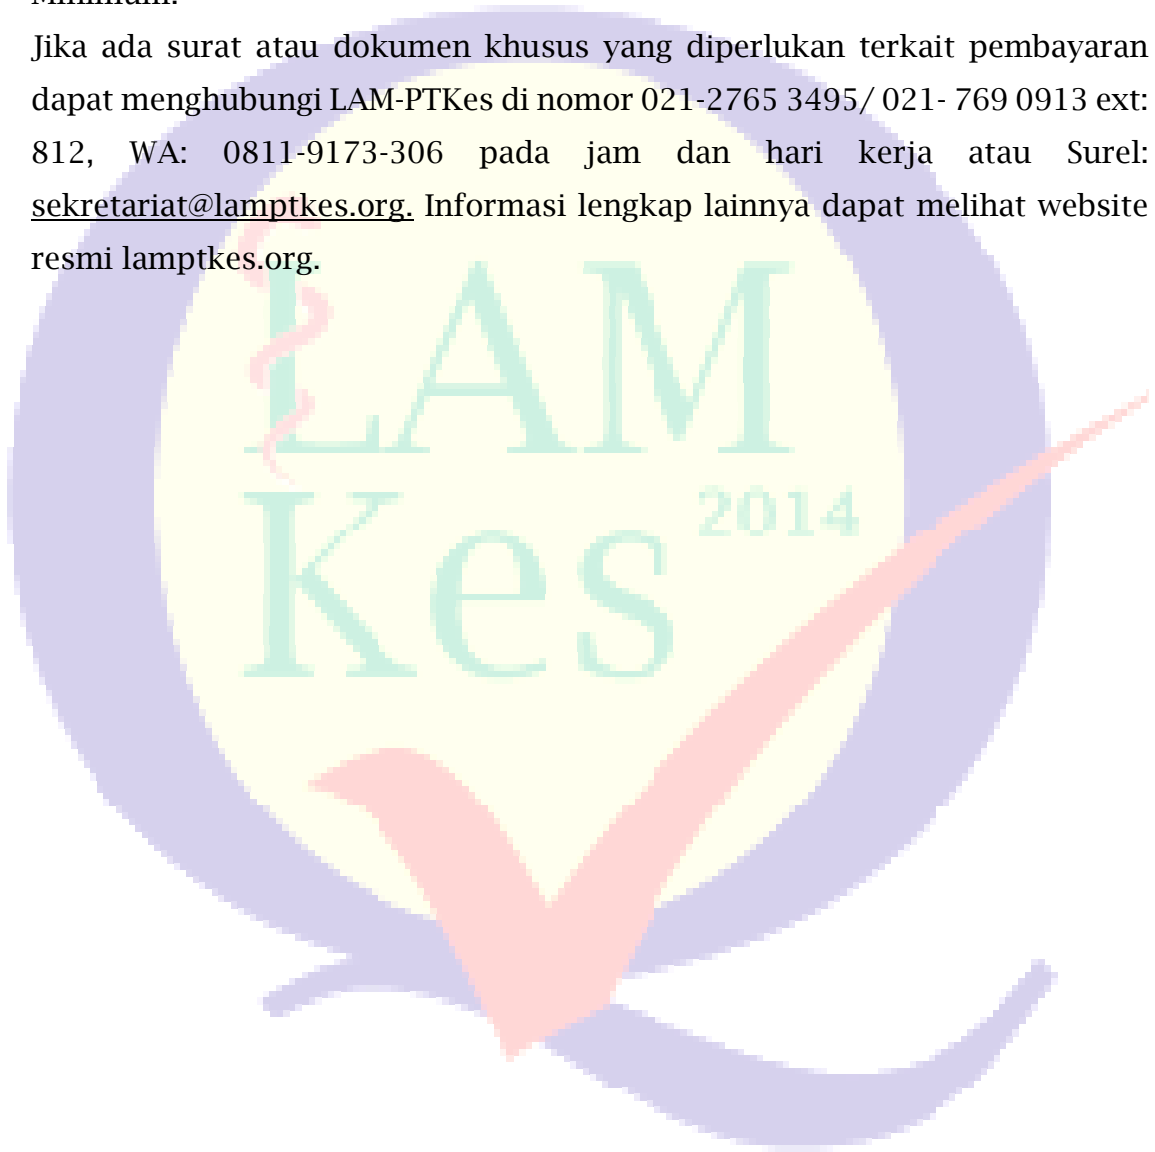 Minimum.
Jika ada surat atau dokumen khusus yang diperlukan terkait pembayaran
dapat menghubungi LAM-PTKes di nomor 021-2765 3495/ 021- 769 0913 ext:
812, WA: 0811-9173-306 pada jam dan hari kerja atau Surel:
sekretariat@lamptkes.org. Informasi lengkap lainnya dapat melihat website
resmi lamptkes.org.
LAM
Kes 2014